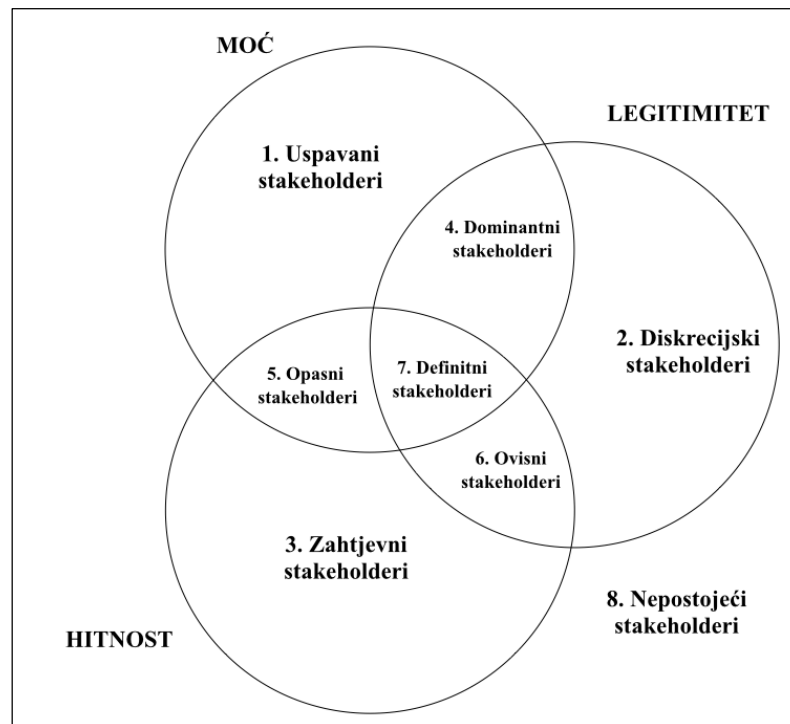 MOĆ
LEGITIMITET
1. Uspavani
stakeholderi
4. Dominantni
stakeholderi
2. Diskrecijski
stakeholderi
5. Opasni
stakeholderi
7. Definitni
stakeholderi
6. Ovisni
stakeholderi
3. Zahtjevni
stakeholderi
8. Nepostojeći
stakeholderi
HITNOST